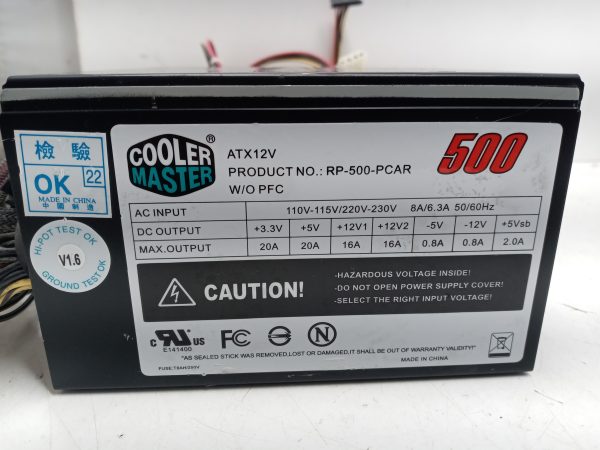 檢 驗
OK 22
MADE IN CHINA
中 國 制 造
HI-POT TEST OK
V1.6
GROUND TEST OK
COOLER
MASTER
®
ATX12V
PRODUCT NO.: RP-500-PCAR
W/O PFC
500
AC INPUT 110V-115V/220V-230V 8A/6.3A 50/60Hz
DC OUTPUT +3.3V +5V +12V1 +12V2 -5V -12V +5Vsb
MAX.OUTPUT 20A 20A 16A 16A 0.8A 0.8A 2.0A
CAUTION!
-HAZARDOUS VOLTAGE INSIDE!
-DO NOT OPEN POWER SUPPLY COVER!
-SELECT THE RIGHT INPUT VOLTAGE!
c RU US
E141400
FC
S
N
"AS SEALED STICK WAS REMOVED,LOST OR DAMAGED,IT SHALL BE OUT OF WARRANTY VALIDITY!"
MADE IN CHINA